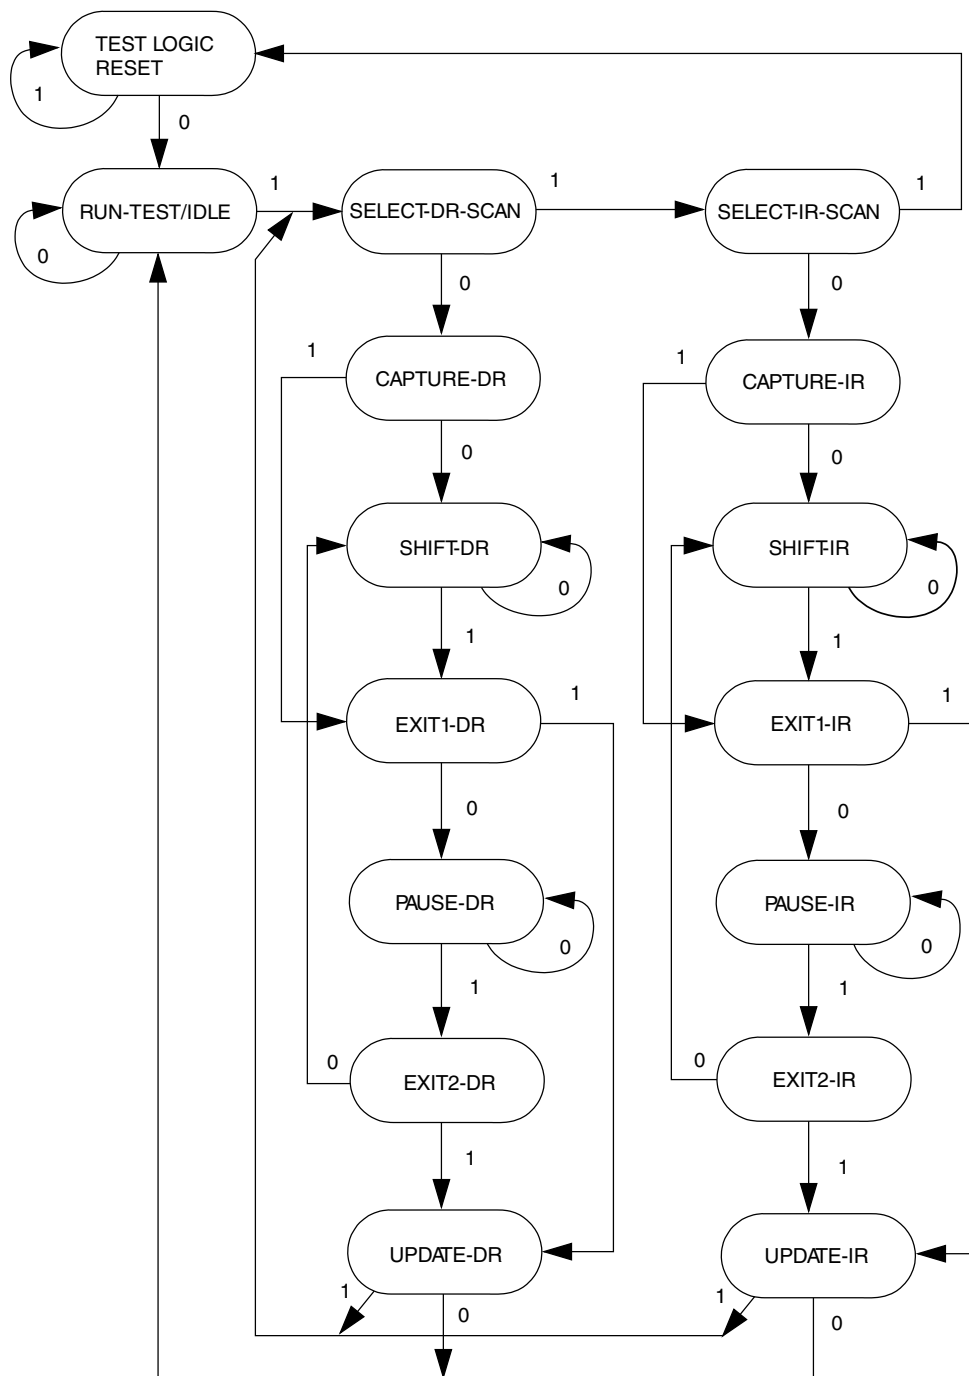 TEST LOGIC
RESET
1
0
RUN-TEST/IDLE
1
0
SELECT-DR-SCAN
1
SELECT-IR-SCAN
1
0
0
1
CAPTURE-DR
0
1
CAPTURE-IR
0
SHIFT-DR
0
1
SHIFT-IR
0
1
EXIT1-DR
1
0
EXIT1-IR
1
0
PAUSE-DR
0
1
PAUSE-IR
0
1
0
EXIT2-DR
1
0
EXIT2-IR
1
UPDATE-DR
1
0
UPDATE-IR
1
0